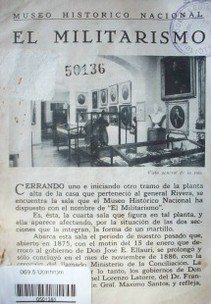 MUSEO HISTORICO NACIONAL
EL MILITARISMO
50136
Vista general de la sala
CERRANDO uno e iniciando otro tramo de la planta
alta de la casa que perteneció al general Rivera, se
encuentra la sala que el Museo Histórico Nacional ha
dispuesto con el nombre de "El Militarismo".
Es, ésta, la cuarta sala que figura en tal planta, y
ella aparece afectando, por la situación de las dos sec-
ciones que le integran, la forma de un martillo.
Abarca esta sala el período de nuestro pasado que,
abierto en 1875, con el motín del 15 de enero que de-
rrocó al gobierno de Don José E. Ellauri, se prolongó y
sólo concluyó en el mes de noviembre de 1886, con la
creación del llamado Ministerio de la Conciliación. La
y lo tanto, los gobiernos de Don
nel Lorenzo Latorre, del Dr. Fran-
Gral. Máximo Santos, y refleja,